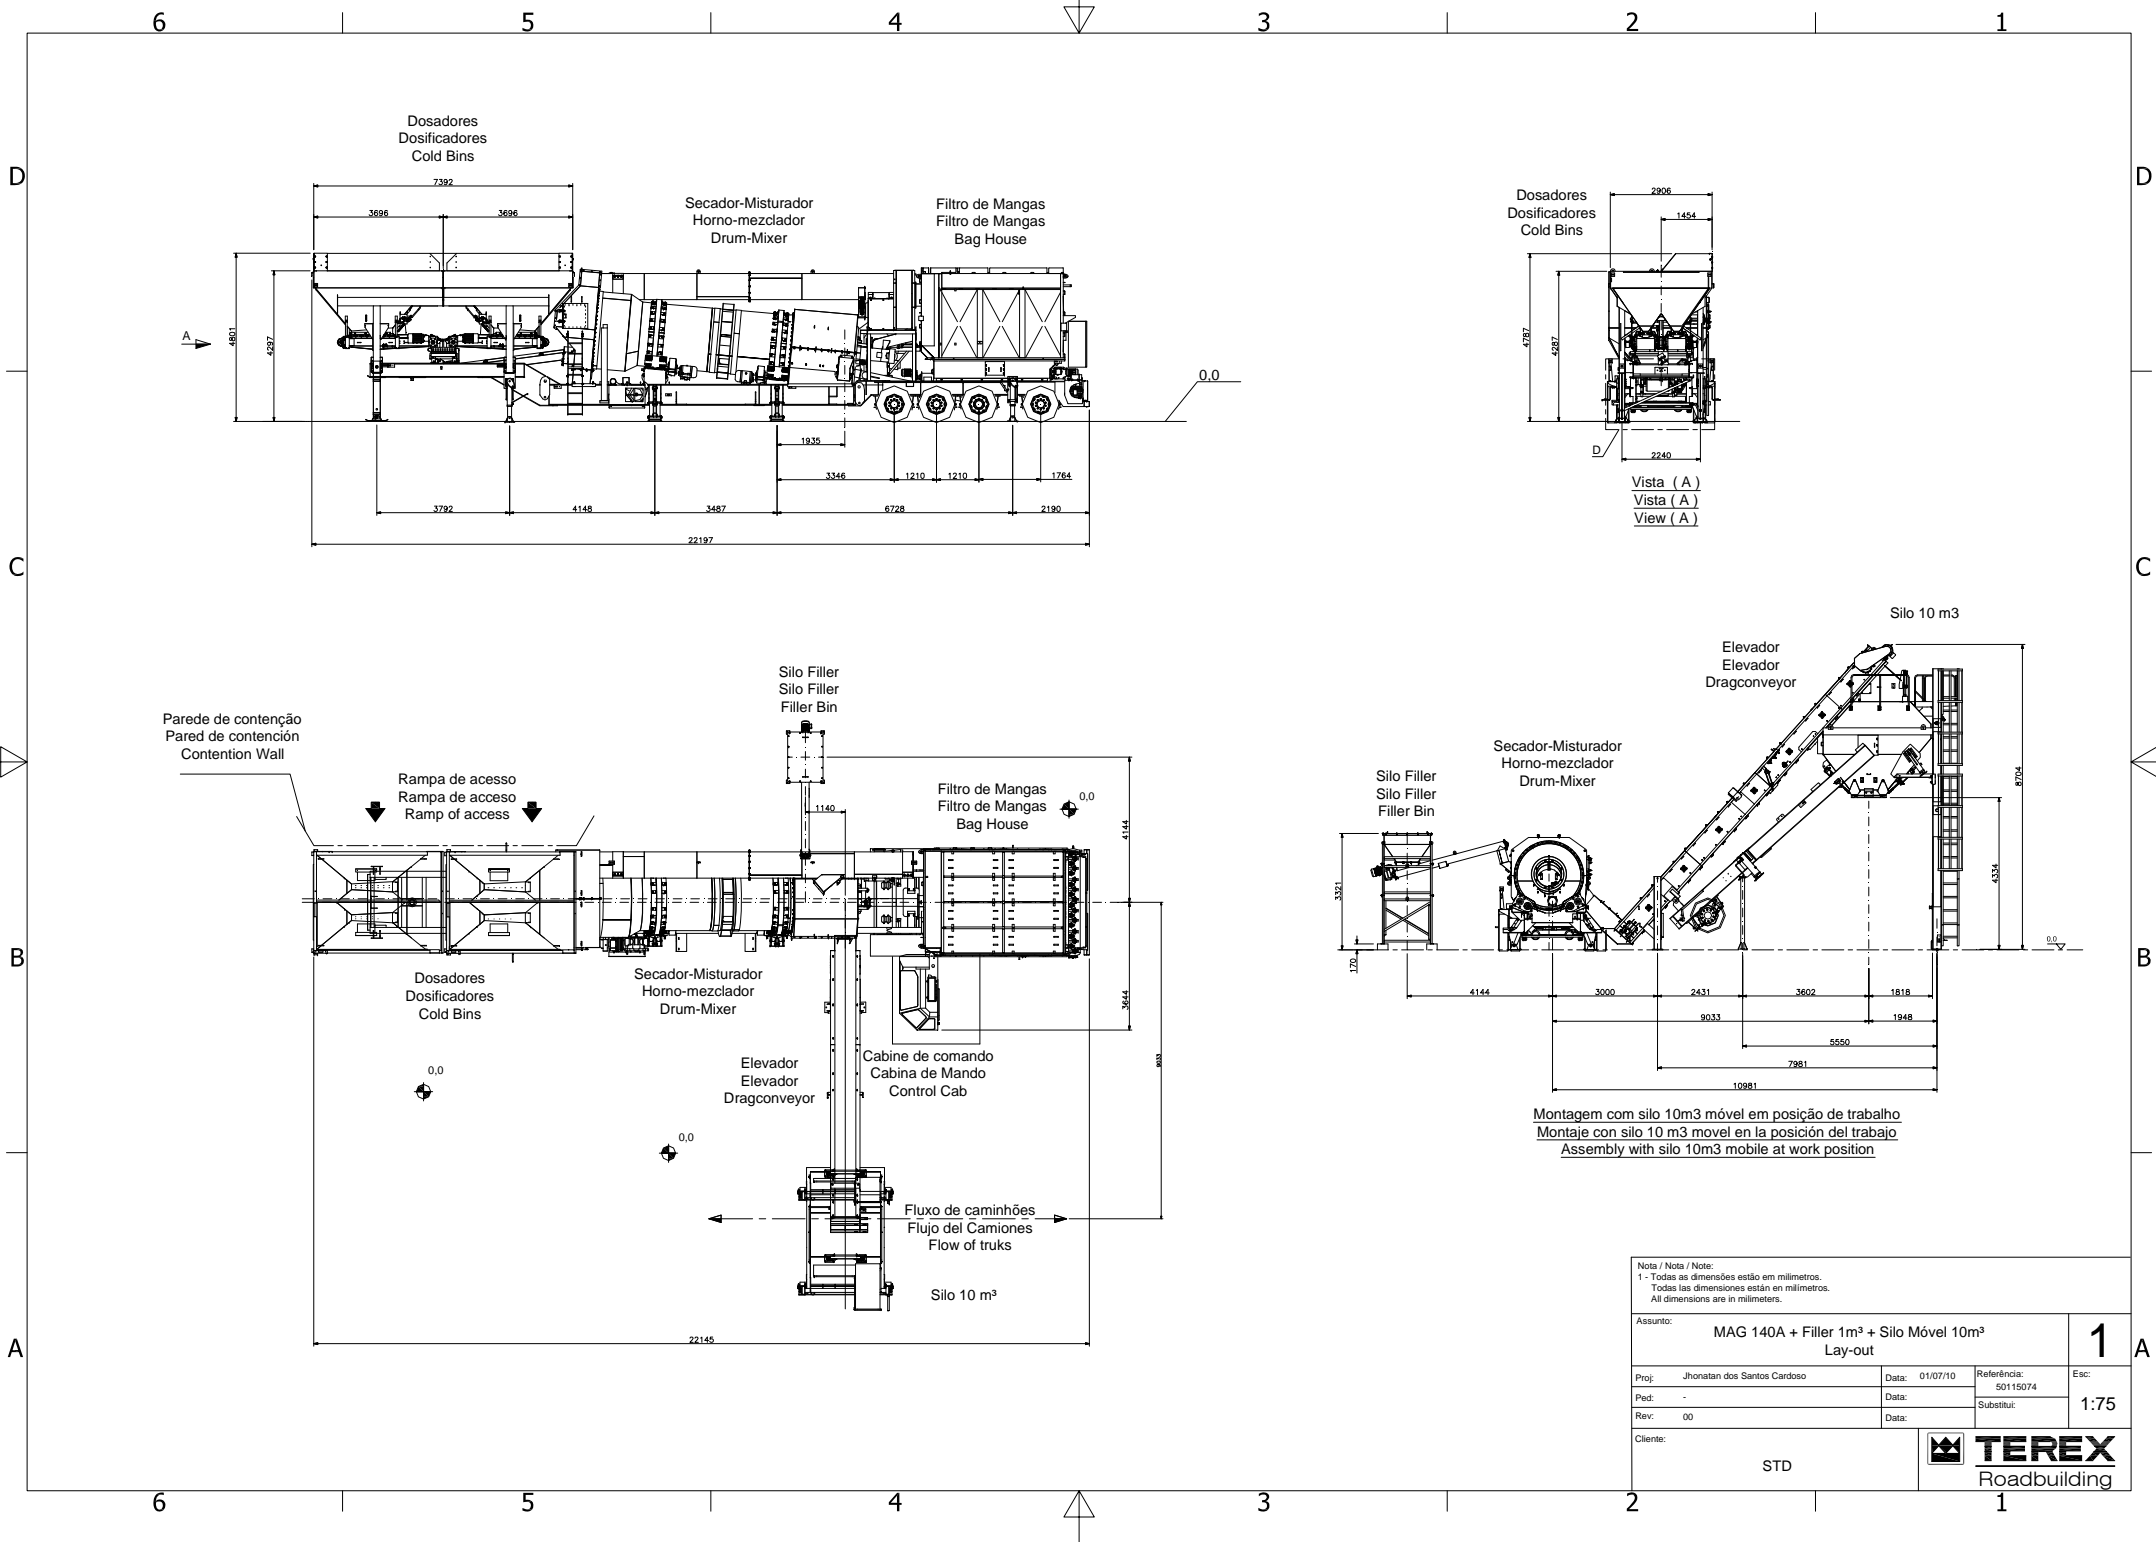 6 5 4 3 2 1
D
D
Dosadores
Dosificadores
Cold Bins
7392
3696 3696
Secador-Misturador
Horno-mezclador
Drum-Mixer
Filtro de Mangas
Filtro de Mangas
Bag House
A
4801
4297
0,0
1935
3346 1210 1210 1764
3792 4148 3487 6728 2190
22197
Dosadores
Dosificadores
Cold Bins
2906
1454
4787
4287
D
2240
Vista ( A )
Vista ( A )
View ( A )
C
C
Parede de contenção
Pared de contención
Contention Wall
Rampa de acesso
Rampa de acceso
Ramp of access
Silo Filler
Silo Filler
Filler Bin
1140
Filtro de Mangas
Filtro de Mangas
Bag House
0,0
4144
3644
9033
Dosadores
Dosificadores
Cold Bins
Secador-Misturador
Horno-mezclador
Drum-Mixer
Elevador
Elevador
Dragconveyor
Cabine de comando
Cabina de Mando
Control Cab
0,0
0,0
Fluxo de caminhões
Flujo del Camiones
Flow of truks
Silo 10 m³
22145
Silo 10 m3
Elevador
Elevador
Dragconveyor
Secador-Misturador
Horno-mezclador
Drum-Mixer
Silo Filler
Silo Filler
Filler Bin
3321
170
8704
4334
0,0
4144 3000 2431 3602 1818
9033 1948
5550
7981
10981
Montagem com silo 10m3 móvel em posição de trabalho
Montaje con silo 10 m3 movel en la posición del trabajo
Assembly with silo 10m3 mobile at work position
B
B
A
A
Nota / Nota / Note:
1 - Todas as dimensões estão em milimetros.
Todas las dimensiones están en milímetros.
All dimensions are in milimeters.
Assunto:
MAG 140A + Filler 1m³ + Silo Móvel 10m³
Lay-out
1
Proj: Jhonatan dos Santos Cardoso
Data: 01/07/10
Referência:
50115074
Esc:
1:75
Ped: -
Data:
Substitui:
Rev: 00
Data:
Cliente:
STD
TEREX
Roadbuilding
6 5 4 3 2 1